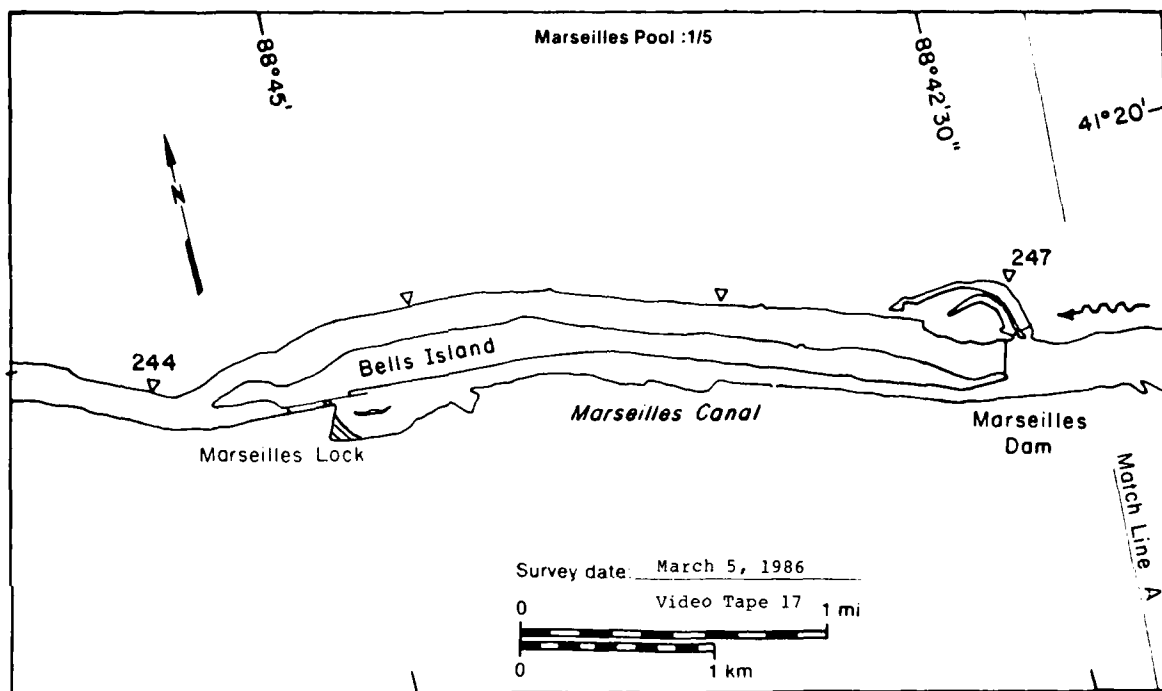 Marseilles Pool :1/5
88°45'
88°42'30"
41°20'
N
247
244
Bells Island
Marseilles Canal
Marseilles Lock
Marseilles
Dam
Match Line A
Survey date: March 5, 1986
Video Tape 17
0 1 mi
0 1 km